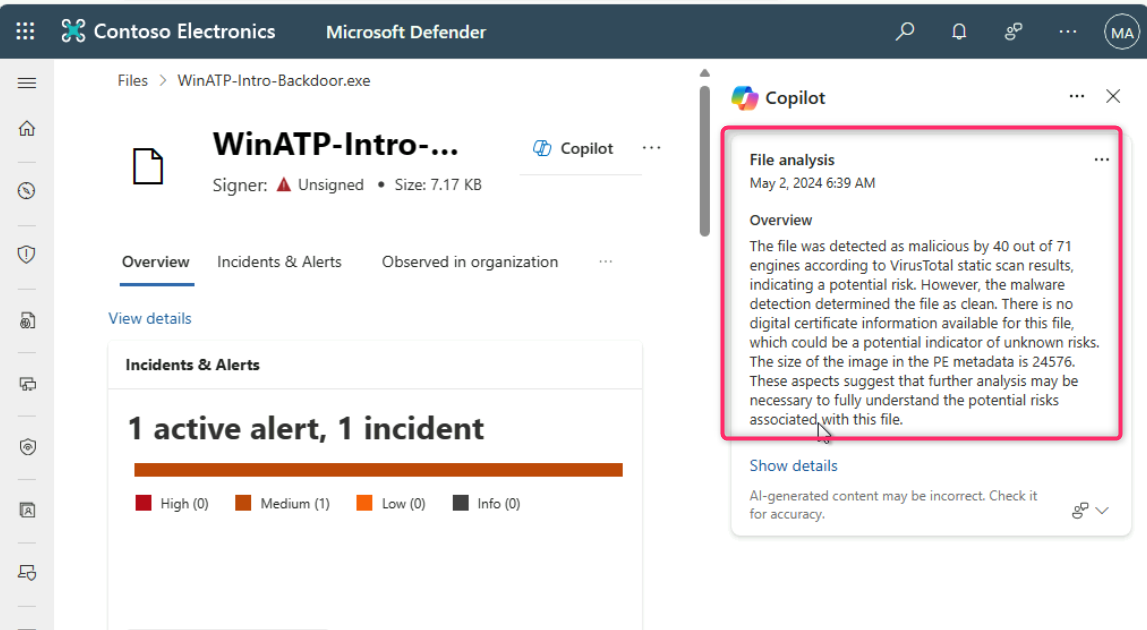 Contoso Electronics Microsoft Defender
MA
Files > WinATP-Intro-Backdoor.exe
WinATP-Intro-...
Copilot ...
Signer: Unsigned • Size: 7.17 KB
Overview Incidents & Alerts Observed in organization ...
View details
Incidents & Alerts
1 active alert, 1 incident
High (0) Medium (1) Low (0) Info (0)
Copilot
File analysis
May 2, 2024 6:39 AM
Overview
The file was detected as malicious by 40 out of 71
engines according to VirusTotal static scan results,
indicating a potential risk. However, the malware
detection determined the file as clean. There is no
digital certificate information available for this file,
which could be a potential indicator of unknown risks.
The size of the image in the PE metadata is 24576.
These aspects suggest that further analysis may be
necessary to fully understand the potential risks
associated with this file.
Show details
AI-generated content may be incorrect. Check it
for accuracy.